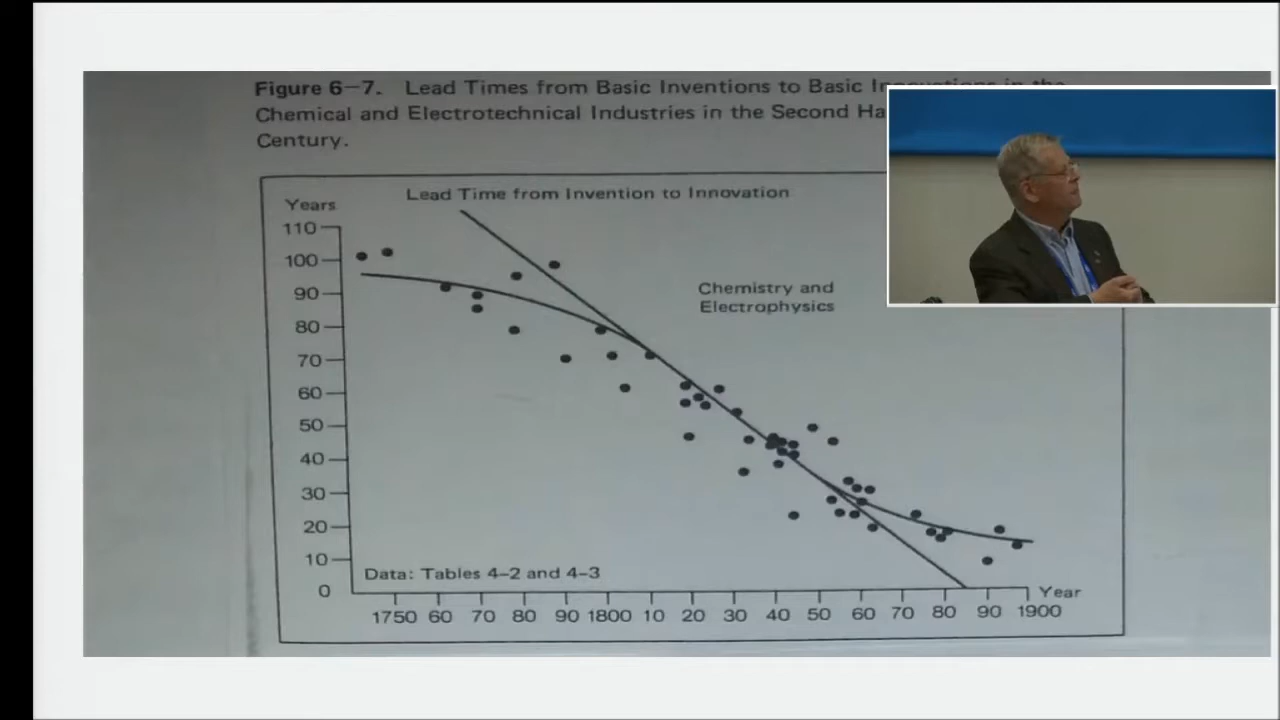 Figure 6–7. Lead Times from Basic Inventions to Basic
Chemical and Electrotechnical Industries in the Second
Century.
Lead Time from Invention to Innovation
Years
110
100
90
80
70
60
50
40
30
20
10
0
Chemistry and
Electrophysics
Data: Tables 4–2 and 4–3
Year
1750 60 70 80 90 1800 10 20 30 40 50 60 70 80 90 1900